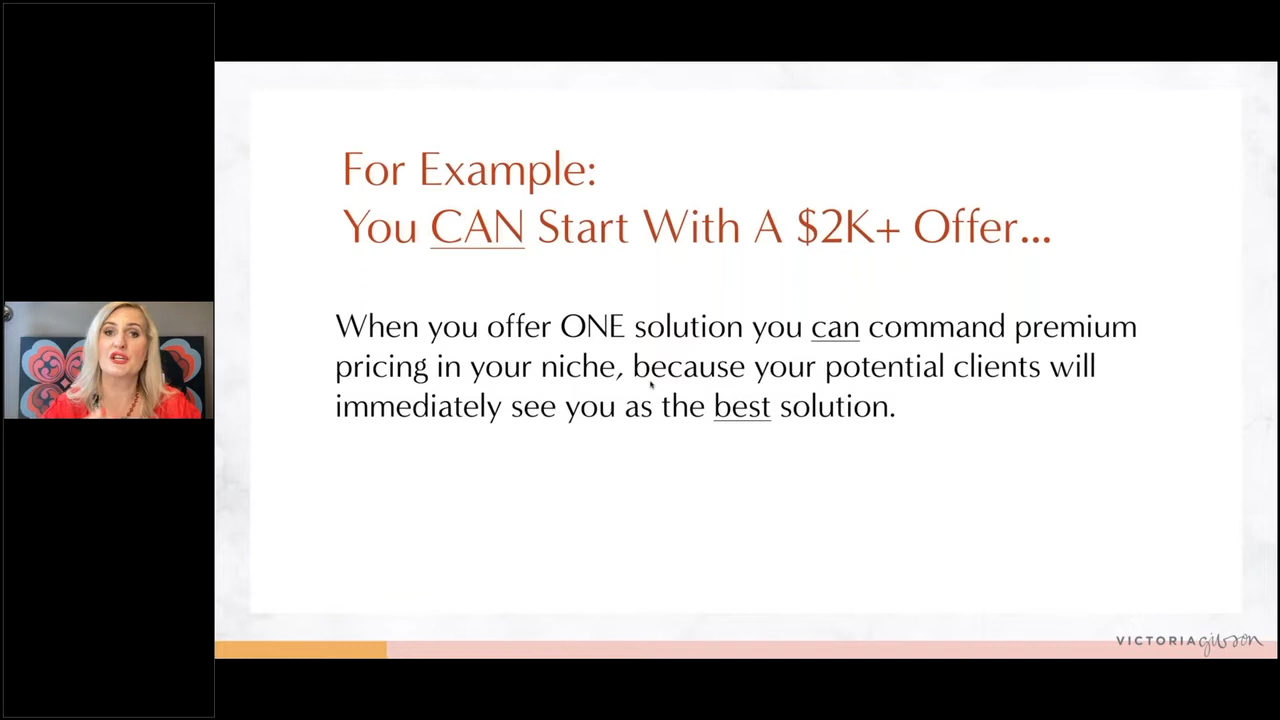 For Example:
You CAN Start With A $2K+ Offer...
When you offer ONE solution you can command premium
pricing in your niche, because your potential clients will
immediately see you as the best solution.
VICTORIA gibson